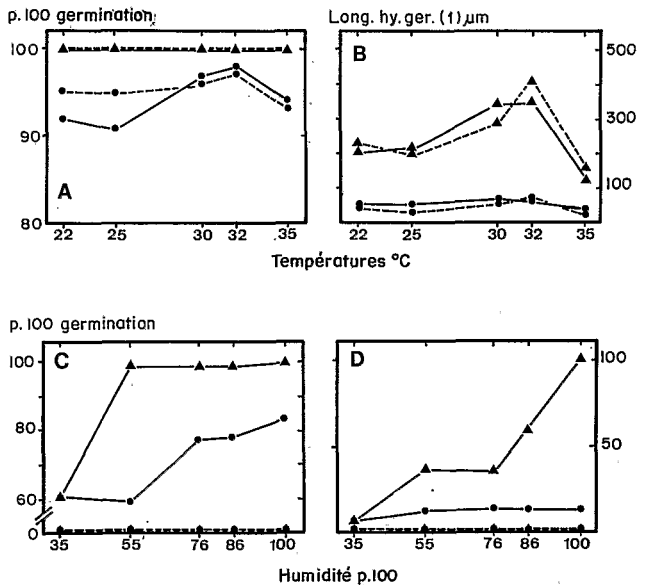 p.100 germination
Long. hy. ger. (1) µm
100
90
80
A
22 25 30 32 35
B
500
300
100
22 25 30 32 35
Températures °C
p.100 germination
100
80
60
0
C
35 55 76 86 100
D
100
50
35 55 76 86 100
Humidité p.100